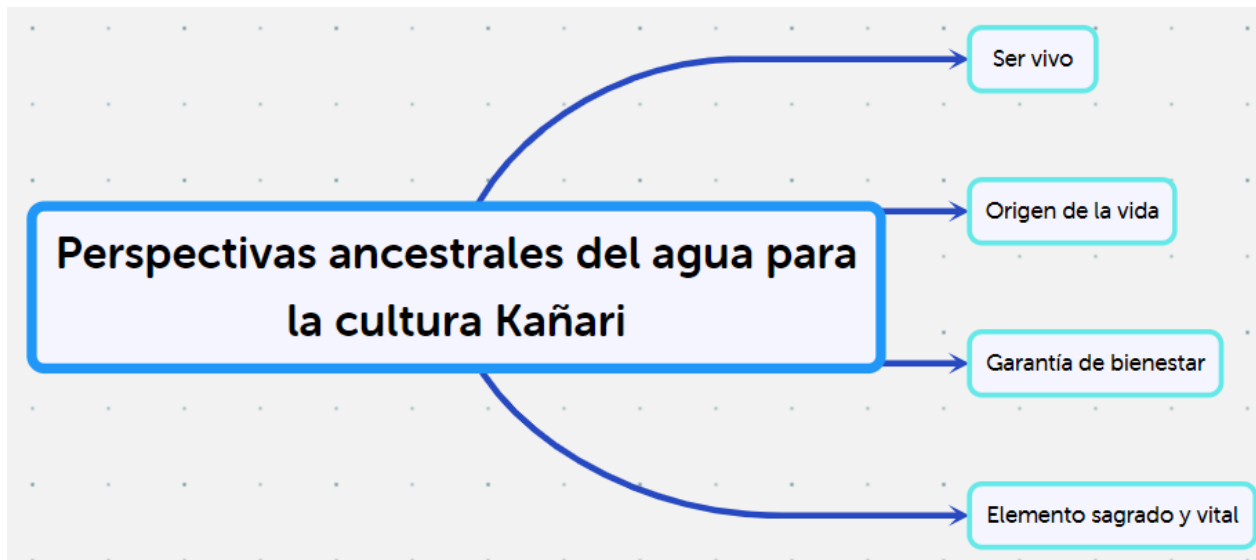 Perspectivas ancestrales del agua para
la cultura Kañari
Ser vivo
Origen de la vida
Garantía de bienestar
Elemento sagrado y vital